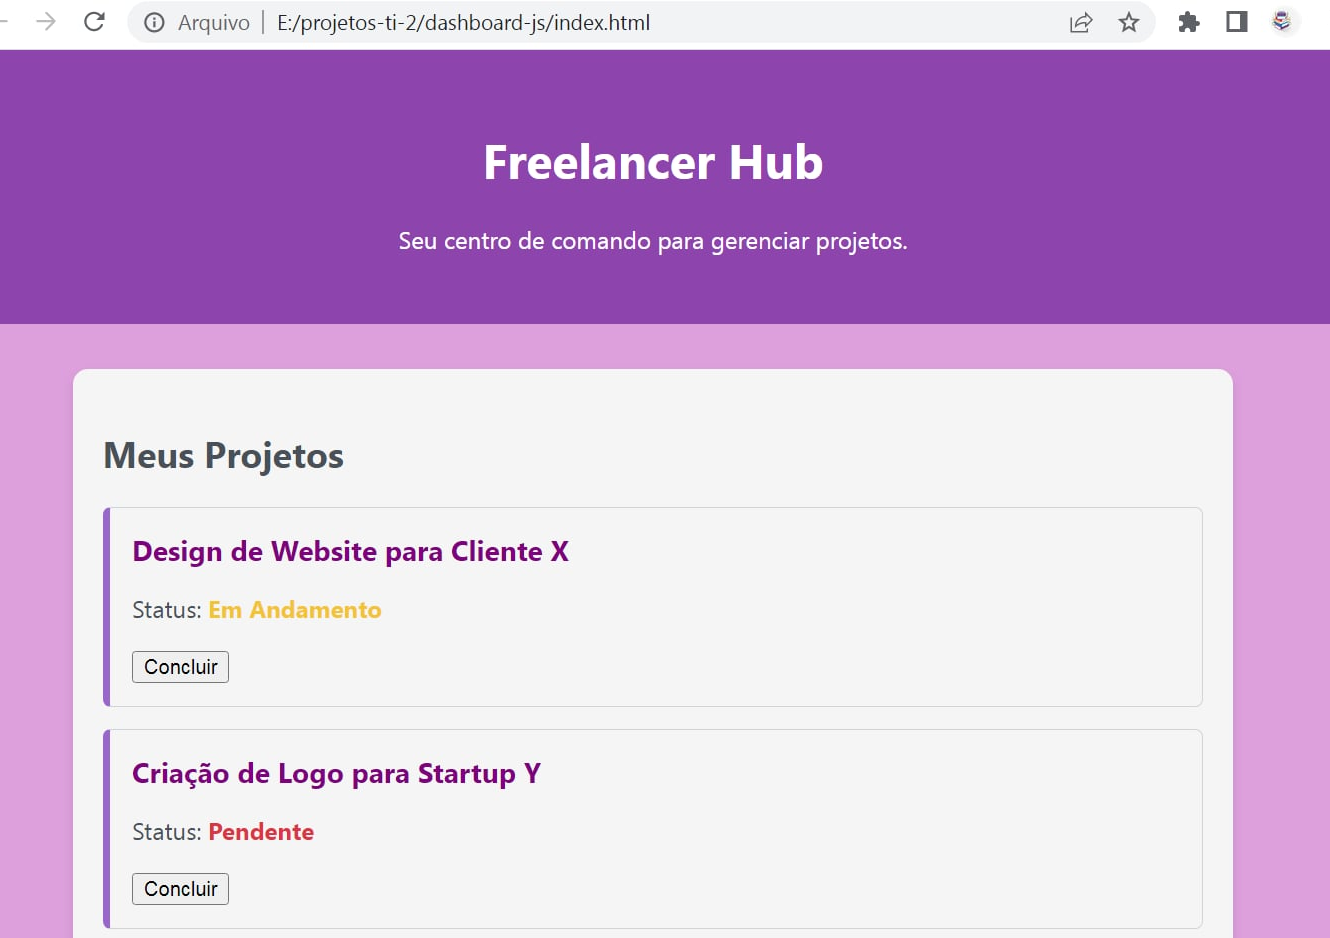 Arquivo | E:/projetos-ti-2/dashboard-js/index.html
Freelancer Hub
Seu centro de comando para gerenciar projetos.
Meus Projetos
Design de Website para Cliente X
Status: Em Andamento
Concluir
Criação de Logo para Startup Y
Status: Pendente
Concluir